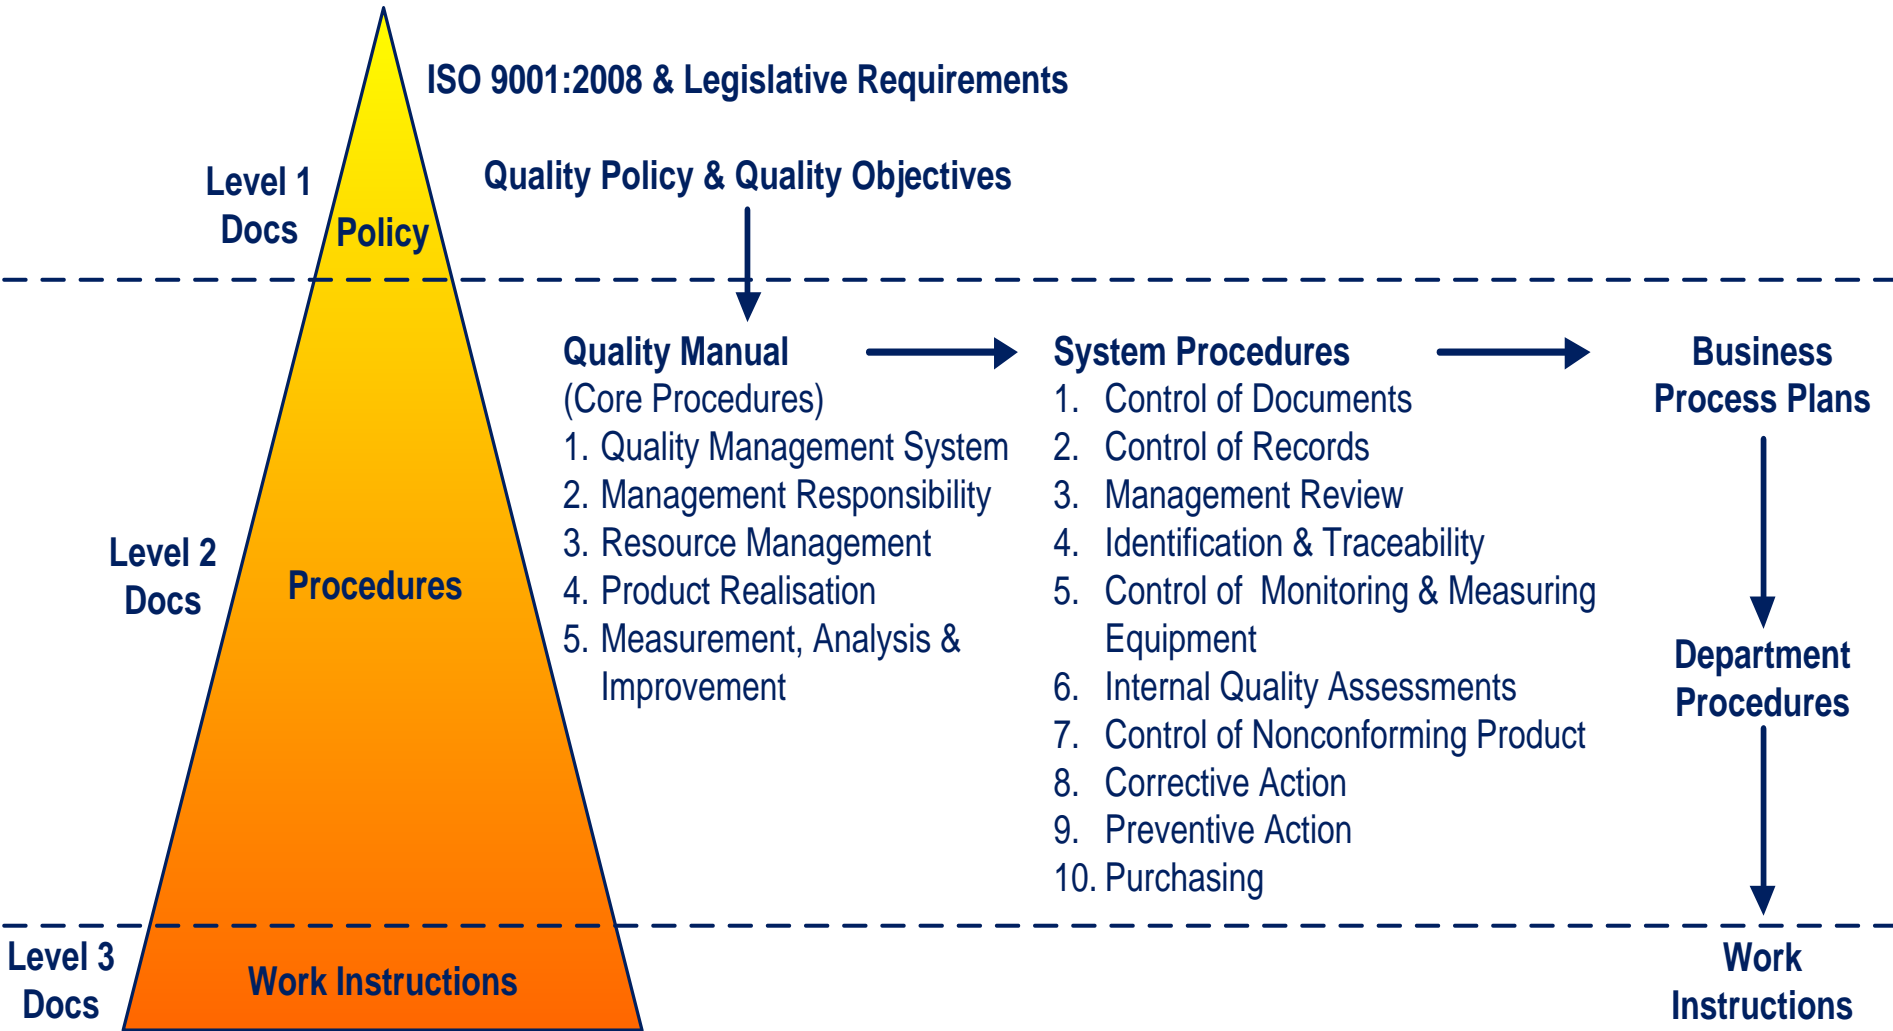 ISO 9001:2008 & Legislative Requirements
Level 1
Docs
Policy
Quality Policy & Quality Objectives
Level 2
Docs
Procedures
Quality Manual
(Core Procedures)
1. Quality Management System
2. Management Responsibility
3. Resource Management
4. Product Realisation
5. Measurement, Analysis &
Improvement
System Procedures
1. Control of Documents
2. Control of Records
3. Management Review
4. Identification & Traceability
5. Control of Monitoring & Measuring
Equipment
6. Internal Quality Assessments
7. Control of Nonconforming Product
8. Corrective Action
9. Preventive Action
10. Purchasing
Business
Process Plans
Department
Procedures
Level 3
Docs
Work Instructions
Work
Instructions